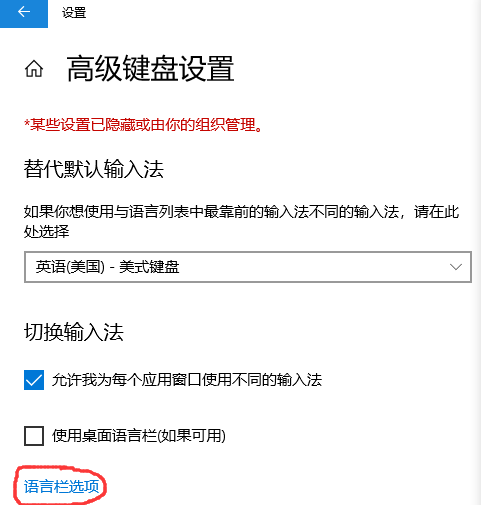 设置
高级键盘设置
*某些设置已隐藏或由你的组织管理。
替代默认输入法
如果你想使用与语言列表中最靠前的输入法不同的输入法，请在此
处选择
英语(美国) - 美式键盘
切换输入法
允许我为每个应用窗口使用不同的输入法
使用桌面语言栏(如果可用)
语言栏选项